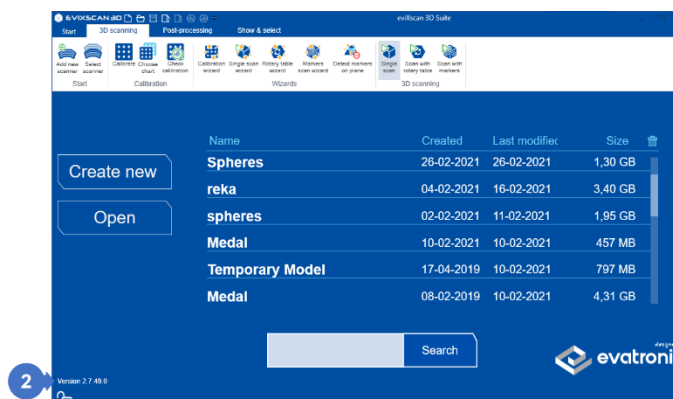 EVIXSCAN 3D
eviXscan 3D Suite
Start 3D scanning Post-processing Show & select
Add new scanner
Select scanner
Calibrate
Choose chart
Check calibration
Calibration wizard
Single scan wizard
Rotary table wizard
Markers scan wizard
Detect markers on plane
Single scan
Scan with rotary table
Scan with markers
Start Calibration Wizards 3D scanning
Name Created Last modified Size
Spheres 26-02-2021 26-02-2021 1,30 GB
reka 04-02-2021 16-02-2021 3,40 GB
spheres 02-02-2021 11-02-2021 1,95 GB
Medal 10-02-2021 10-02-2021 457 MB
Temporary Model 17-04-2019 10-02-2021 797 MB
Medal 08-02-2019 10-02-2021 4,31 GB
Create new
Open
Search
design
evatroni
2
Version 2.7.49.0